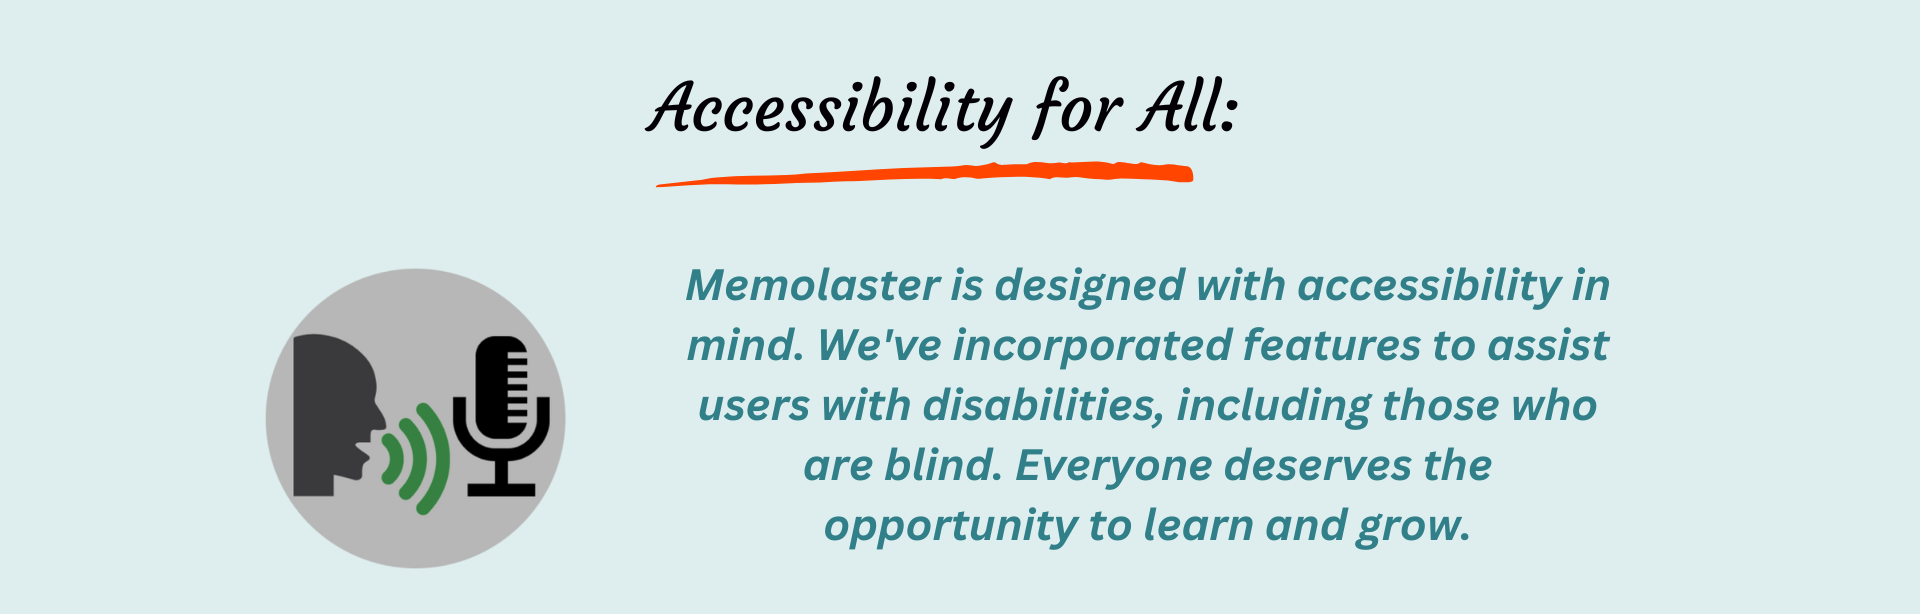 Accessibility for All:
Memolaster is designed with accessibility in
mind. We've incorporated features to assist
users with disabilities, including those who
are blind. Everyone deserves the
opportunity to learn and grow.